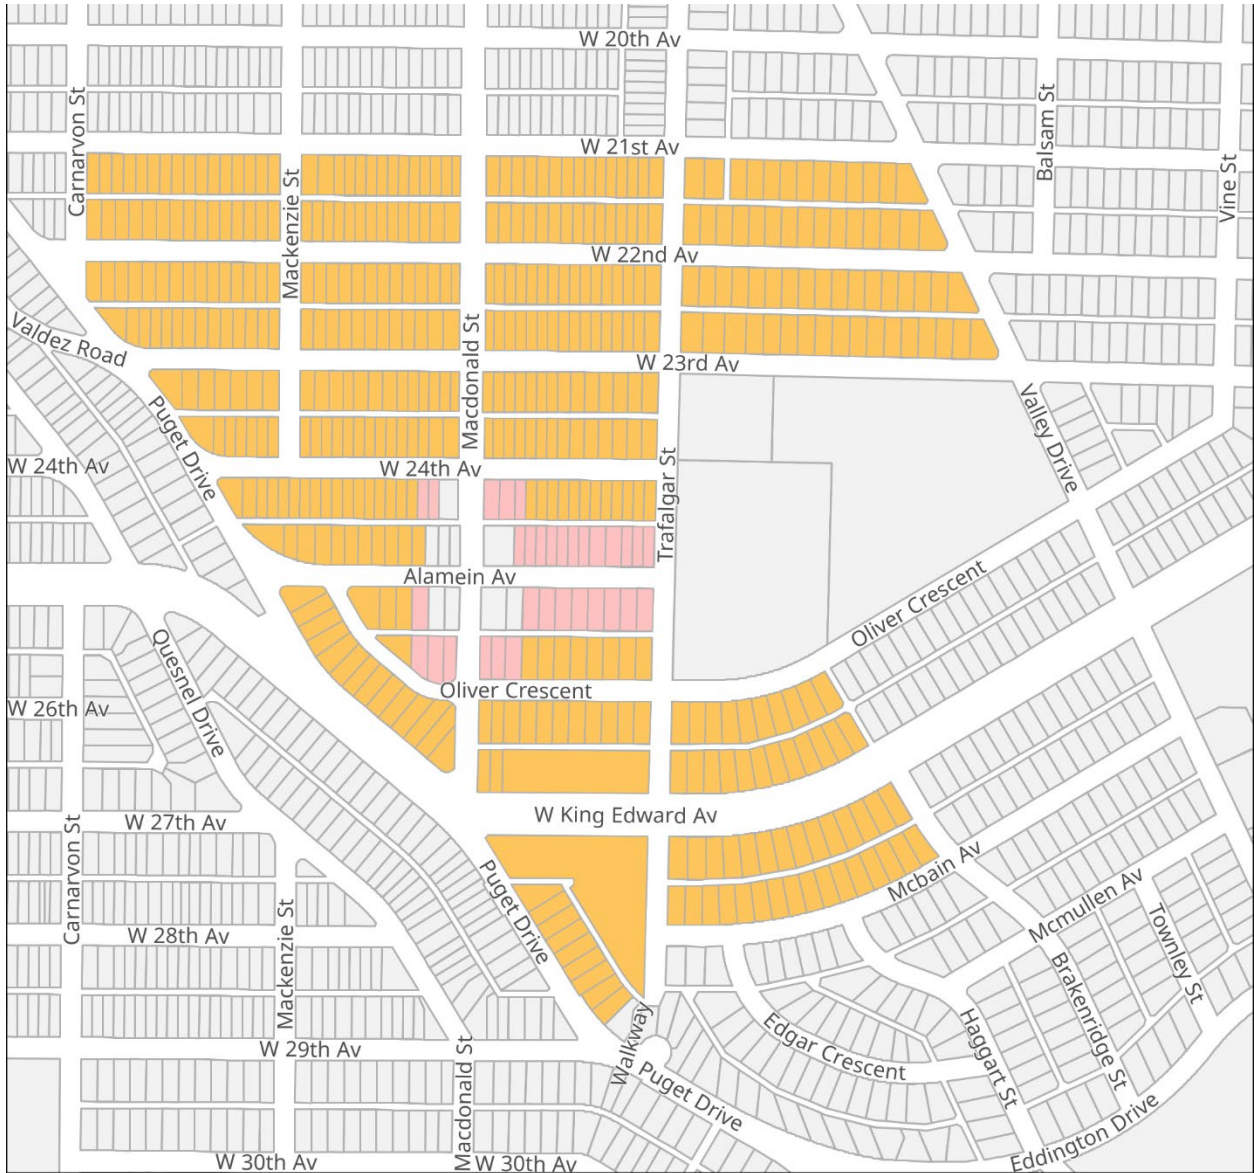 W 20th Av
Carnarvon St
Balsam St
W 21st Av
Mackenzie St
Vine St
W 22nd Av
Valdez Road
Macdonald St
W 23rd Av
Puget Drive
Valley Drive
W 24th Av
W 24th Av
Trafalgar St
Alamein Av
Oliver Crescent
Quesnel Drive
Oliver Crescent
W 26th Av
W King Edward Av
W 27th Av
Carnarvon St
Puget Drive
Mcbain Av
Mcmullen Av
Mackenzie St
Townley St
W 28th Av
Brakenridge St
Haggart St
Edgar Crescent
Walkway
W 29th Av
Macdonald St
Puget Drive
Eddington Drive
W 30th Av
W 30th Av